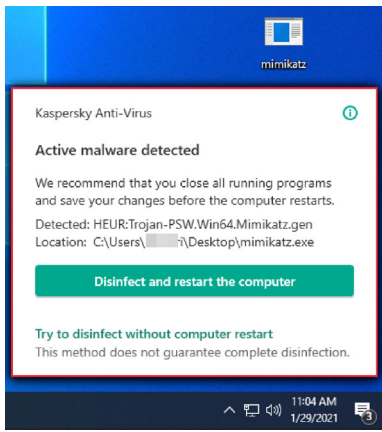 mimikatz
Kaspersky Anti-Virus
Active malware detected
We recommend that you close all running programs
and save your changes before the computer restarts.
Detected: HEUR:Trojan-PSW.Win64.Mimikatz.gen
Location: C:\Users\ i\Desktop\mimikatz.exe
Disinfect and restart the computer
Try to disinfect without computer restart
This method does not guarantee complete disinfection.
11:04 AM
1/29/2021
3